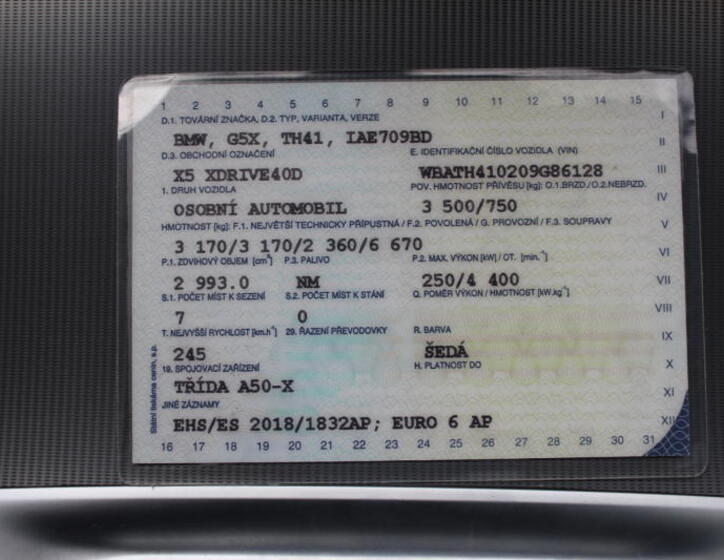 1 2 3 4 5 6 7 8 9 10 11 12 13 14 15 I
D.1. TOVÁRNÍ ZNAČKA, D.2. TYP, VARIANTA, VERZE
BMW, G5X, TH41, IAE709BD II
D.3. OBCHODNÍ OZNAČENÍ E. IDENTIFIKAČNÍ ČÍSLO VOZIDLA (VIN)
X5 XDRIVE40D WBATH410209G86128 III
1. DRUH VOZIDLA POV. HMOTNOST PŘÍVĚSU [kg]: O.1.BRZD./O.2.NEBRZD.
OSOBNÍ AUTOMOBIL 3 500/750 IV
HMOTNOST [kg]: F.1. NEJVĚTŠÍ TECHNICKY PŘÍPUSTNÁ / F.2. POVOLENÁ / G. PROVOZNÍ / F.3. SOUPRAVY V
3 170/3 170/2 360/6 670 VI
P.1. ZDVIHOVÝ OBJEM [cm³] P.3. PALIVO P.2. MAX. VÝKON [kW] / OT. [min.⁻¹]
2 993.0 NM 250/4 400 VII
S.1. POČET MÍST K SEZENÍ S.2. POČET MÍST K STÁNÍ Q. POMĚR VÝKON / HMOTNOST [kW.kg⁻¹]
7 0 VIII
T. NEJVYŠŠÍ RYCHLOST [km.h⁻¹] 29. ŘAZENÍ PŘEVODOVKY R. BARVA IX
245 ŠEDÁ
18. SPOJOVACÍ ZAŘÍZENÍ H. PLATNOST DO X
TŘÍDA A50-X XI
JINÉ ZÁZNAMY
EHS/ES 2018/1832AP; EURO 6 AP XII
16 17 18 19 20 21 22 23 24 25 26 27 28 29 30 31
Státní tiskárna cenin, s.p.